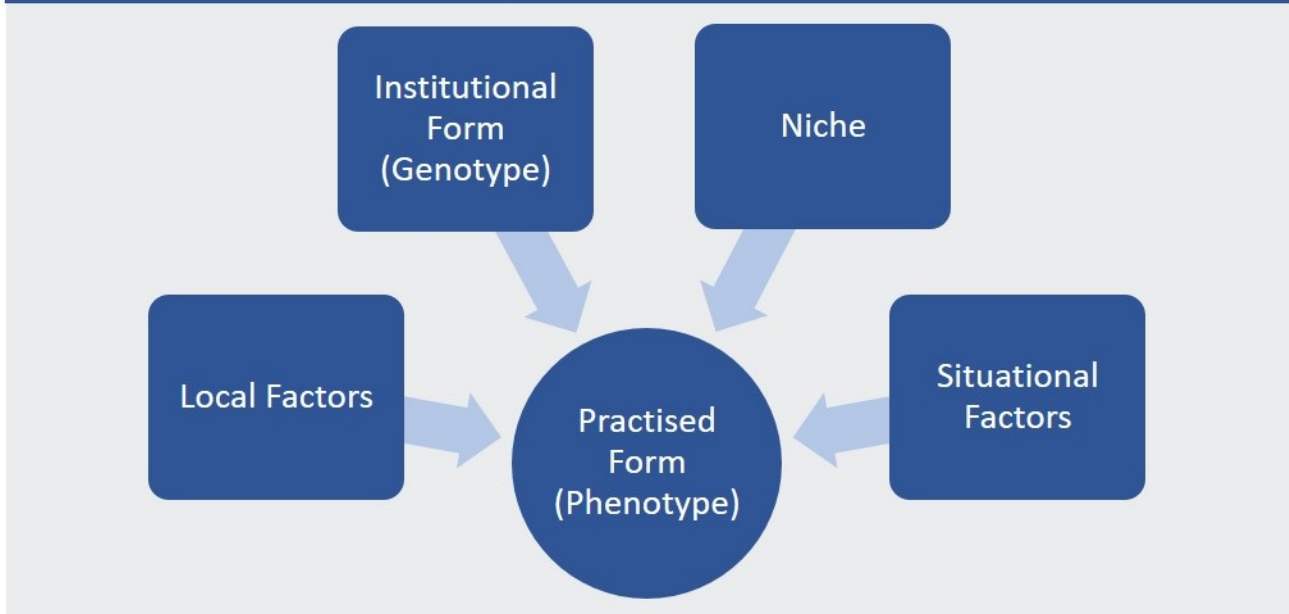 Institutional
Form
(Genotype)
Niche
Local Factors
Situational
Factors
Practised
Form
(Phenotype)